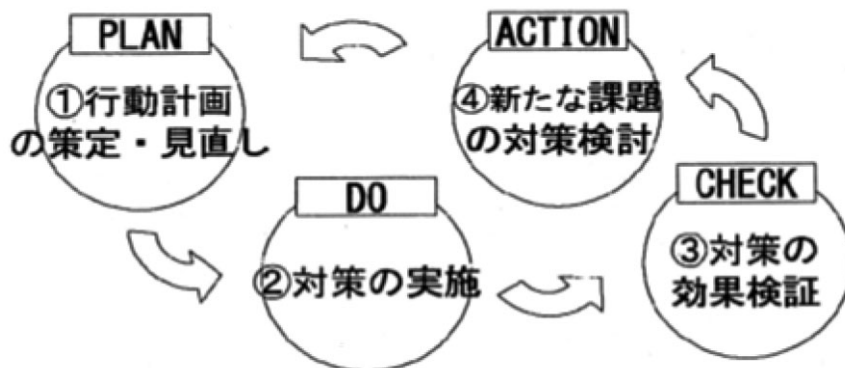 PLAN
①行動計画
の策定・見直し
DO
②対策の実施
CHECK
③対策の
効果検証
ACTION
④新たな課題
の対策検討